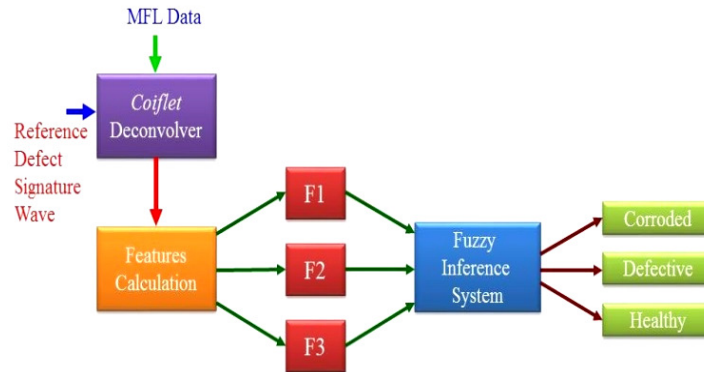 MFL Data
Coiflet
Deconvolver
Reference
Defect
Signature
Wave
Features
Calculation
F1
F2
F3
Fuzzy
Inference
System
Corroded
Defective
Healthy